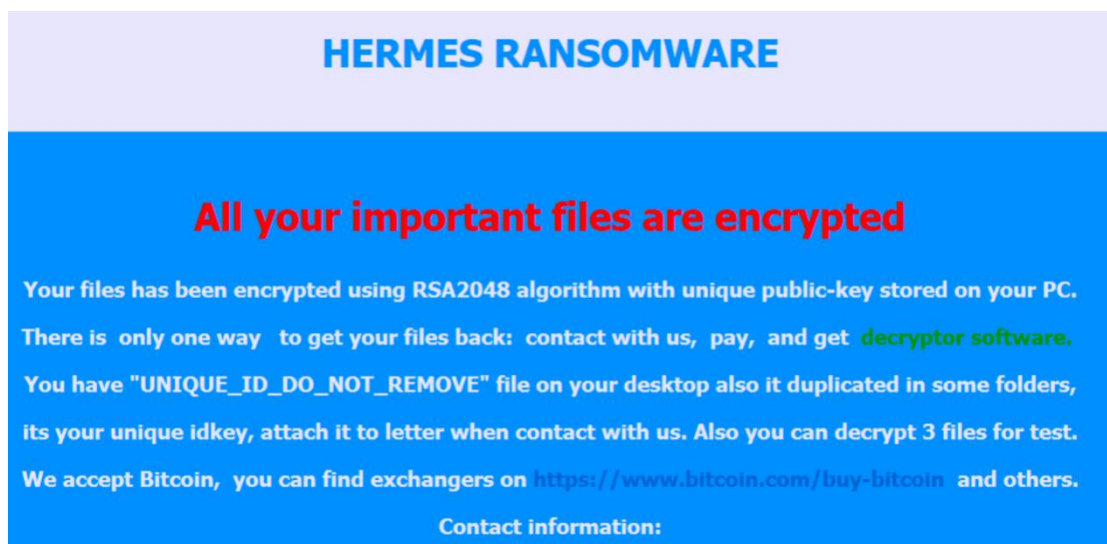 HERMES RANSOMWARE
All your important files are encrypted
Your files has been encrypted using RSA2048 algorithm with unique public-key stored on your PC.
There is only one way to get your files back: contact with us, pay, and get decryptor software.
You have "UNIQUE_ID_DO_NOT_REMOVE" file on your desktop also it duplicated in some folders,
its your unique idkey, attach it to letter when contact with us. Also you can decrypt 3 files for test.
We accept Bitcoin, you can find exchangers on https://www.bitcoin.com/buy-bitcoin and others.
Contact information: